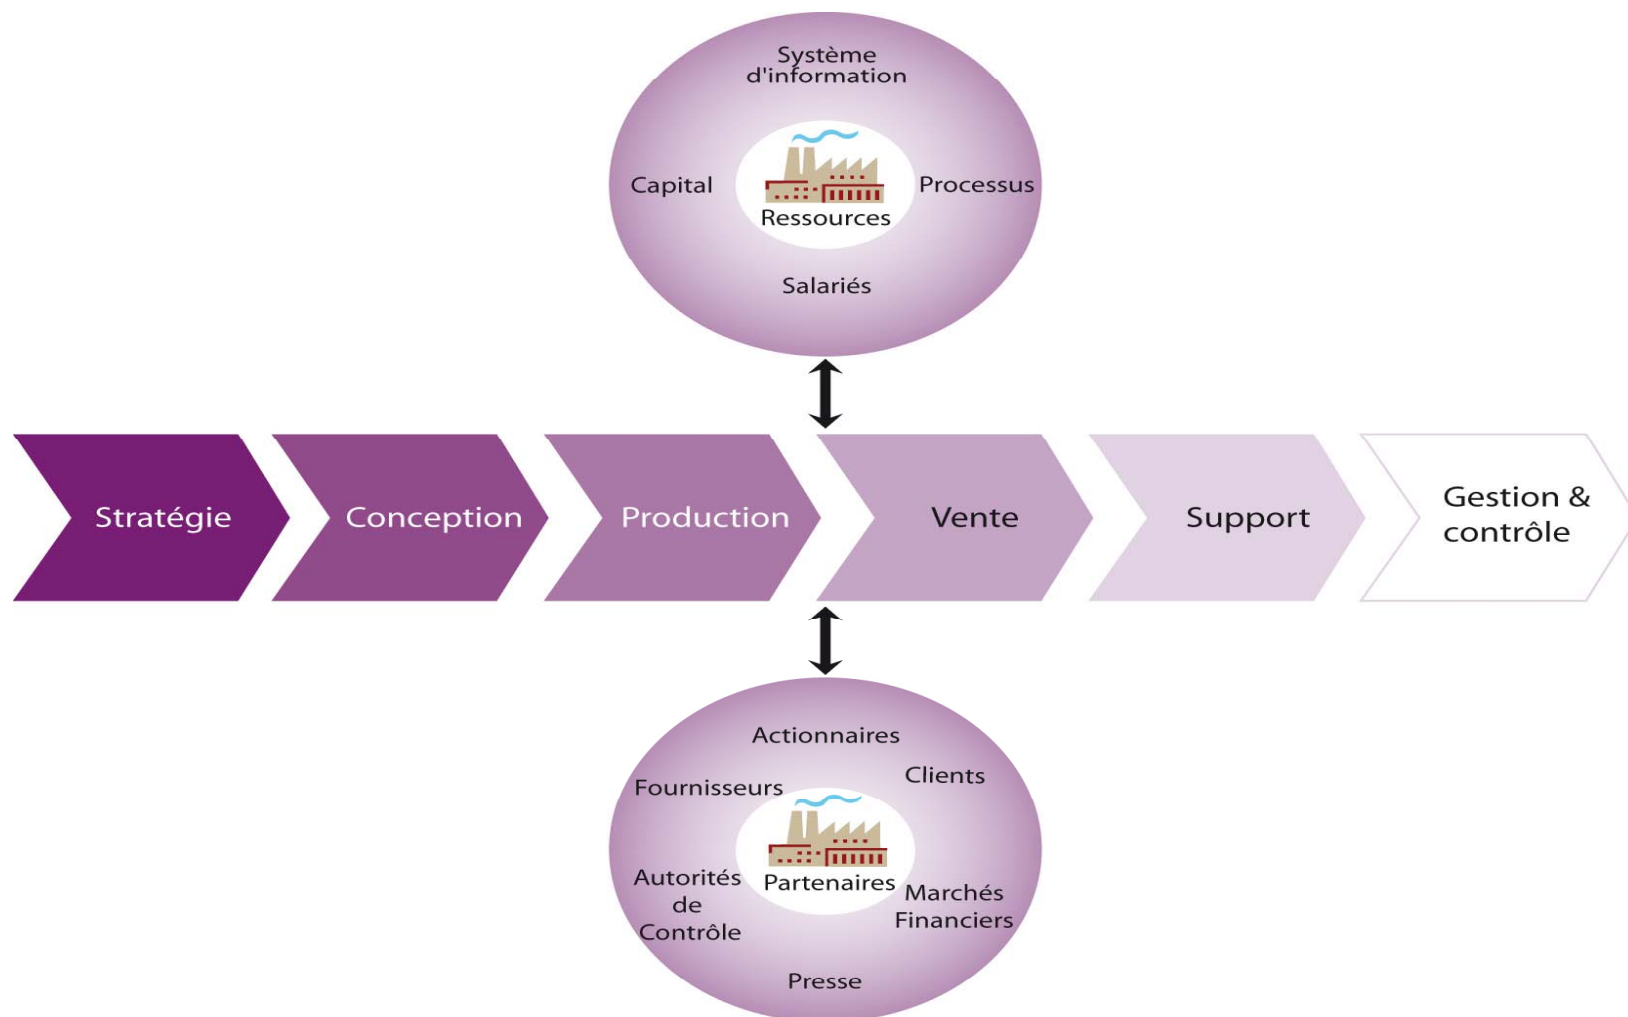 Système
d'information
Capital
Processus
Ressources
Salariés
Stratégie
Conception
Production
Vente
Support
Gestion &
contrôle
Actionnaires
Clients
Fournisseurs
Partenaires
Autorités
de
Contrôle
Marchés
Financiers
Presse